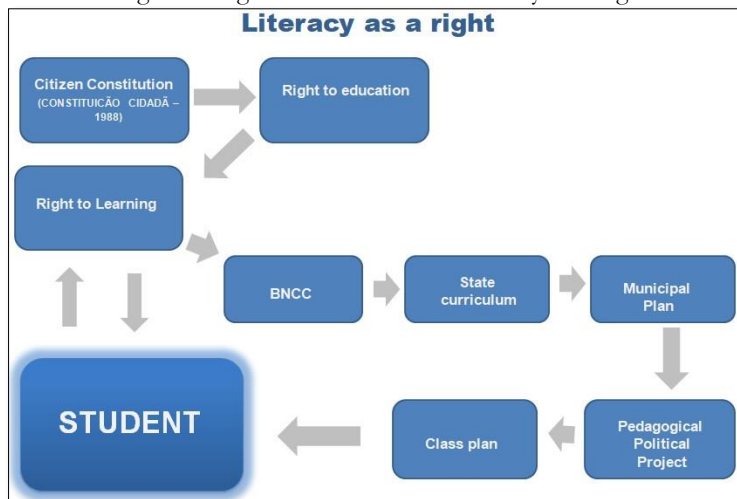 Literacy as a right
Citizen Constitution
(CONSTITUICÃO CIDADÃ –
1988)
Right to education
Right to Learning
BNCC
State
curriculum
Municipal
Plan
STUDENT
Class plan
Pedagogical
Political
Project